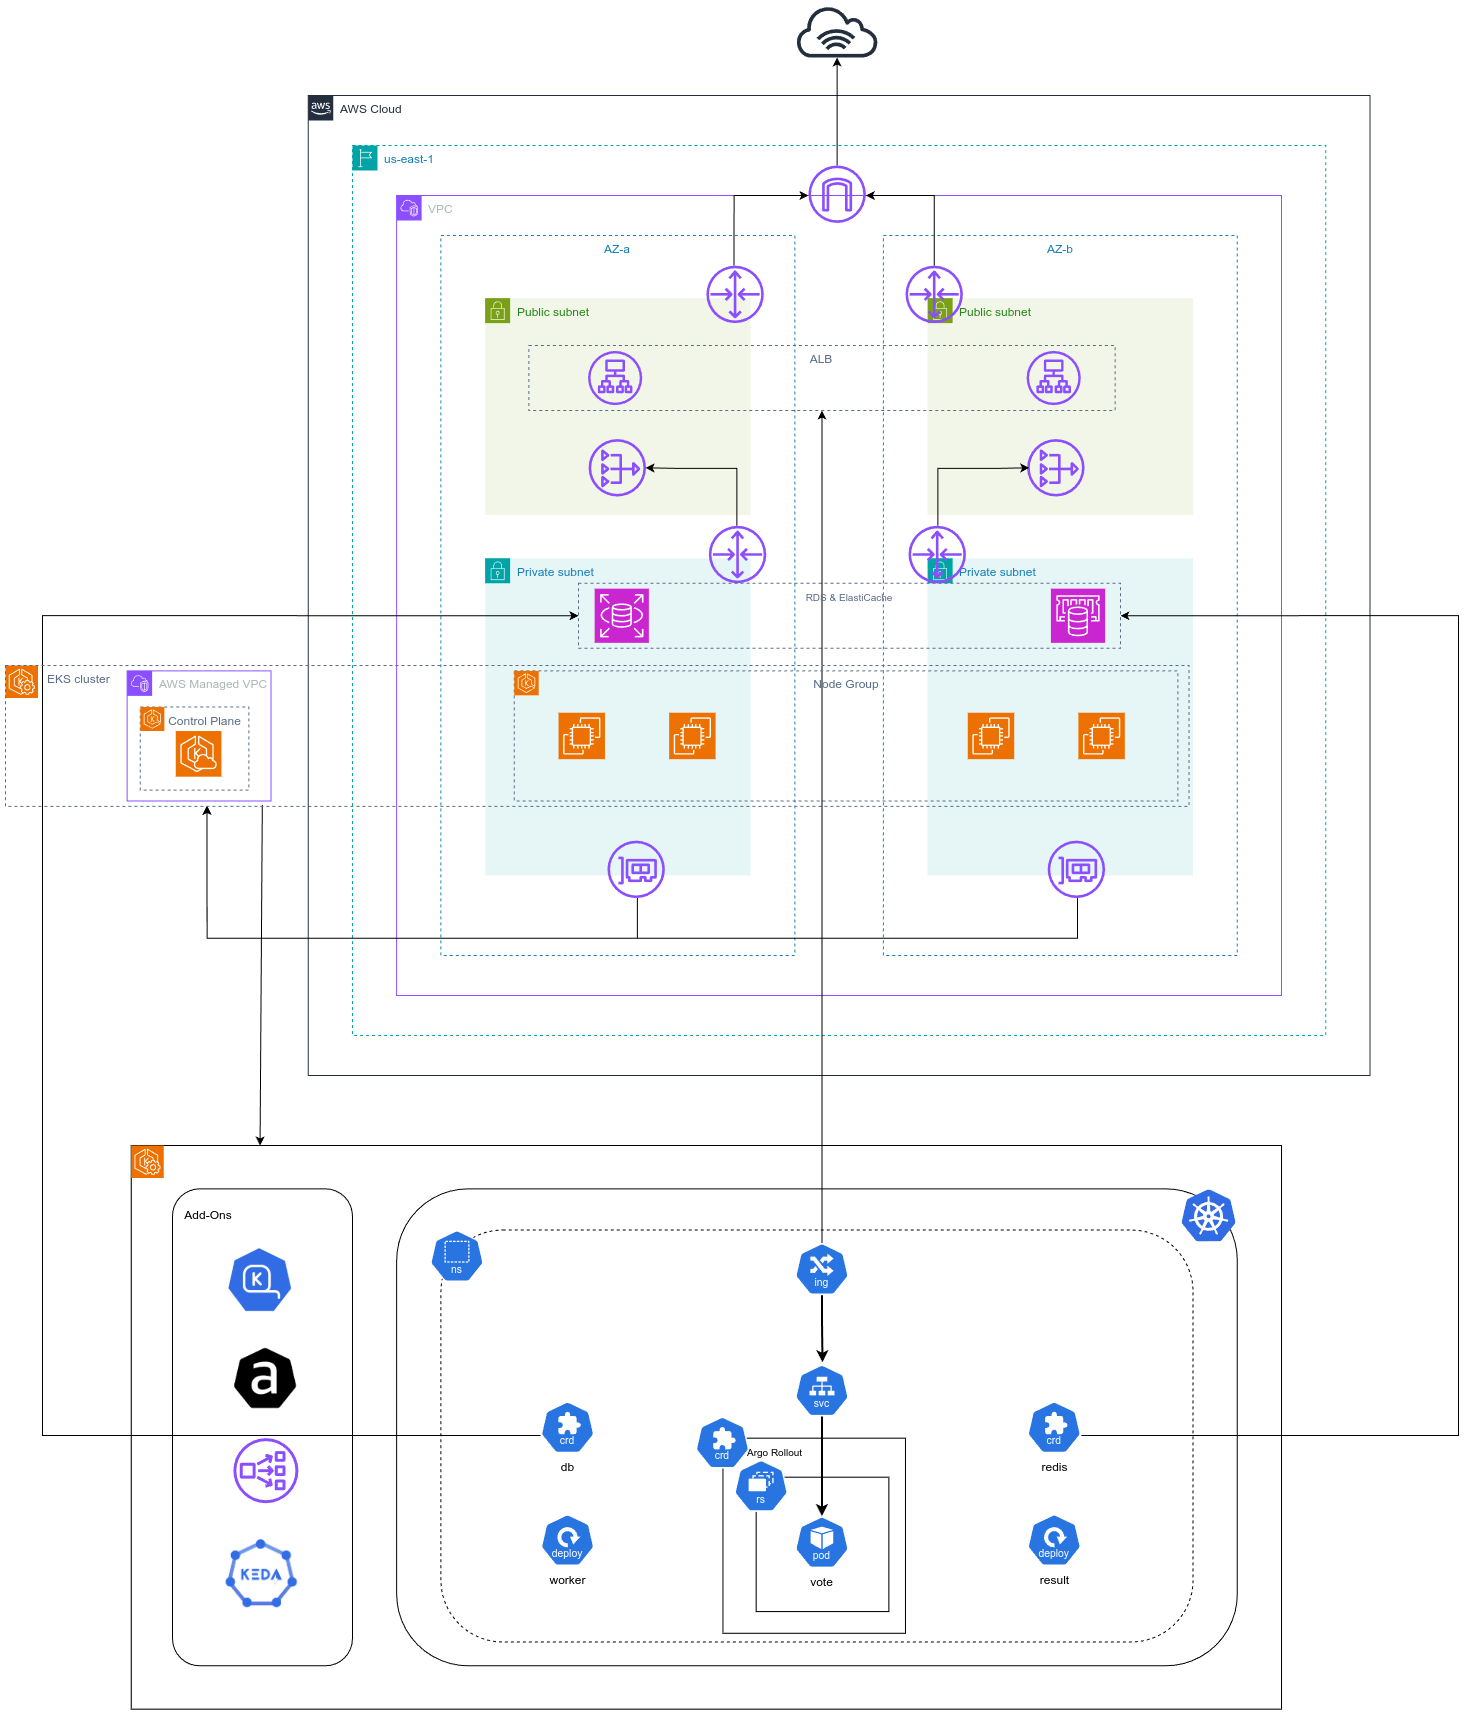 aws
AWS Cloud
us-east-1
VPC
AZ-a
AZ-b
Public subnet
Public subnet
ALB
Private subnet
Private subnet
RDS & ElastiCache
EKS cluster
AWS Managed VPC
Control Plane
K
K
K
K
Node Group
K
Add-Ons
K
a
KEDA
ns
ing
svc
crd
db
crd
Argo Rollout
rs
pod
vote
crd
redis
deploy
worker
deploy
result